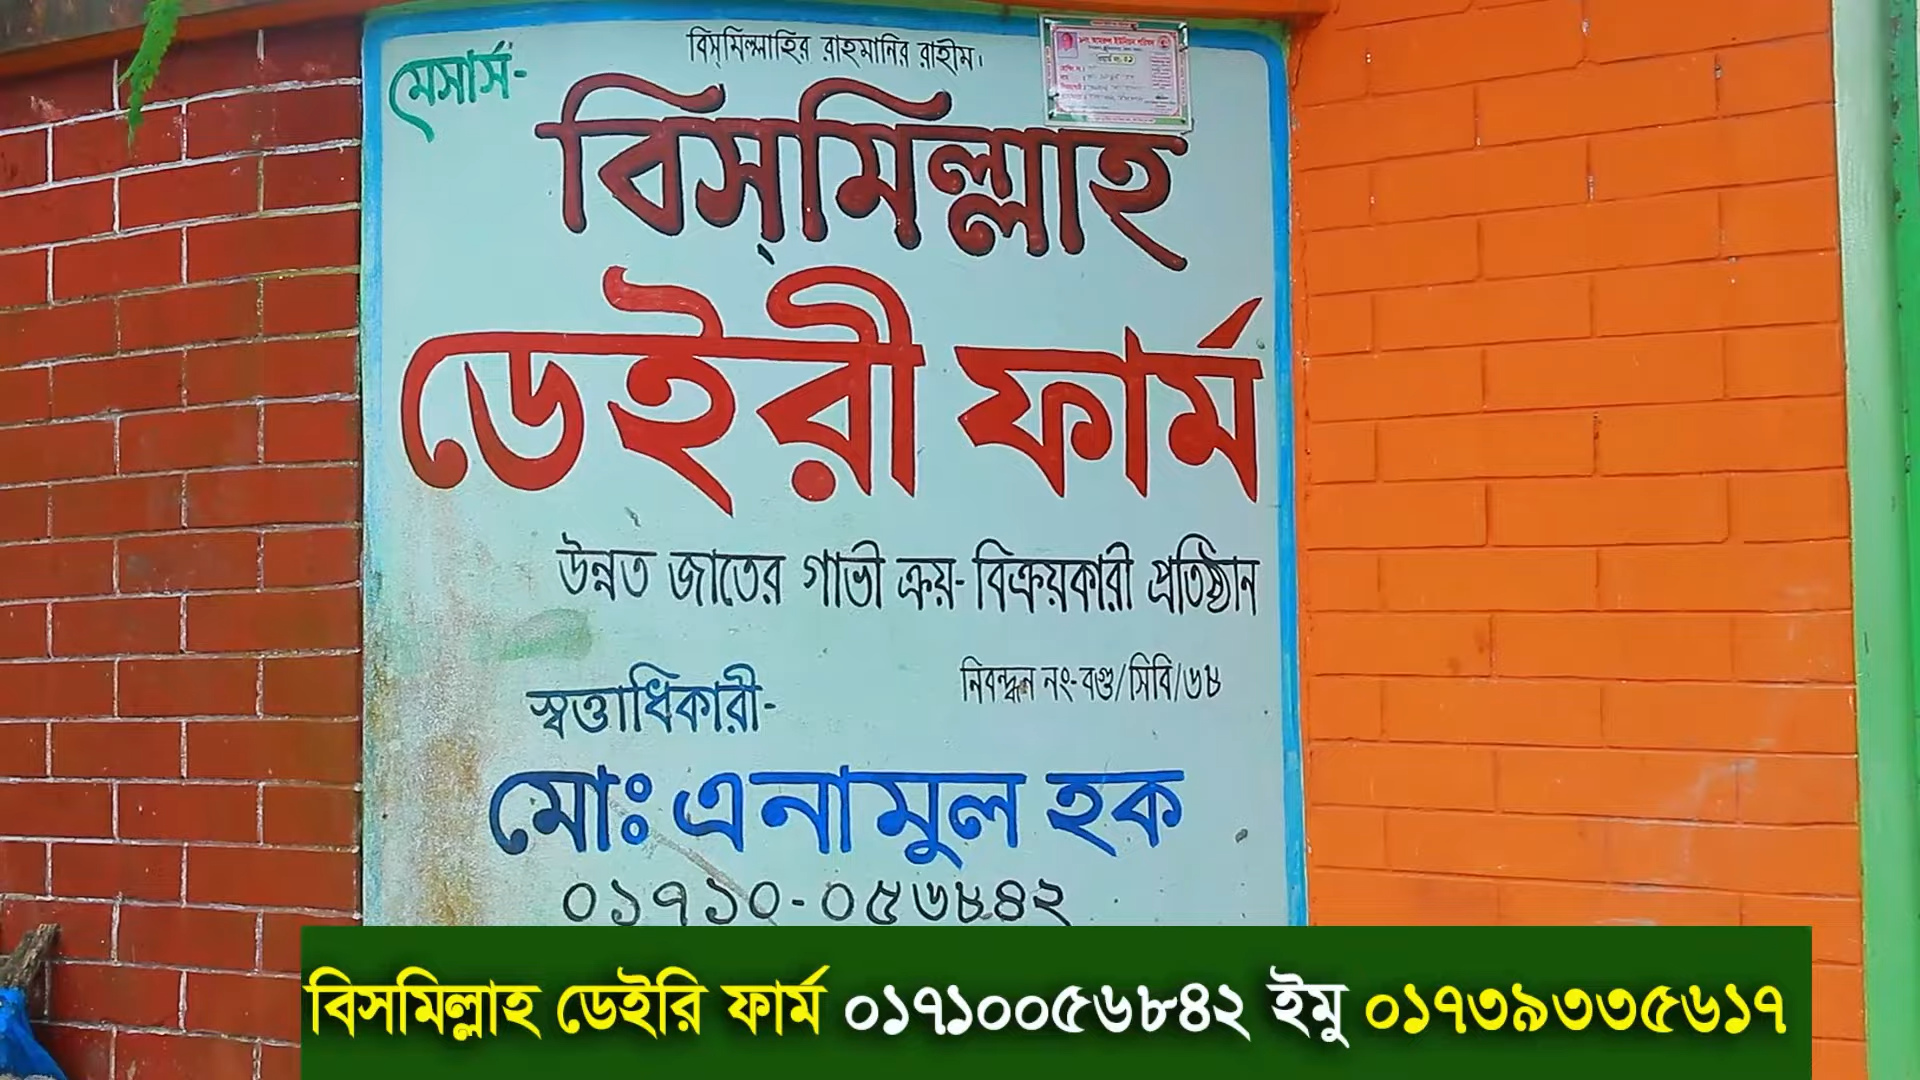 বিস্‌মিল্লাহির রাহমানির রাহীম।
মেসার্স-
বিস্‌মিল্লাহ
ডেইরী ফার্ম
উন্নত জাতের গাভী ক্রয়-বিক্রয়কারী প্রতিষ্ঠান
নিবন্ধন নং-বগু/সিবি/৬৮
স্বত্তাধিকারী-
মোঃ এনামুল হক
০১৭১০-০৫৬৮৪২
বিসমিল্লাহ ডেইরি ফার্ম ০১৭১০০৫৬৮৪২ ইমু ০১৭৩৯৩৩৫৬১৭